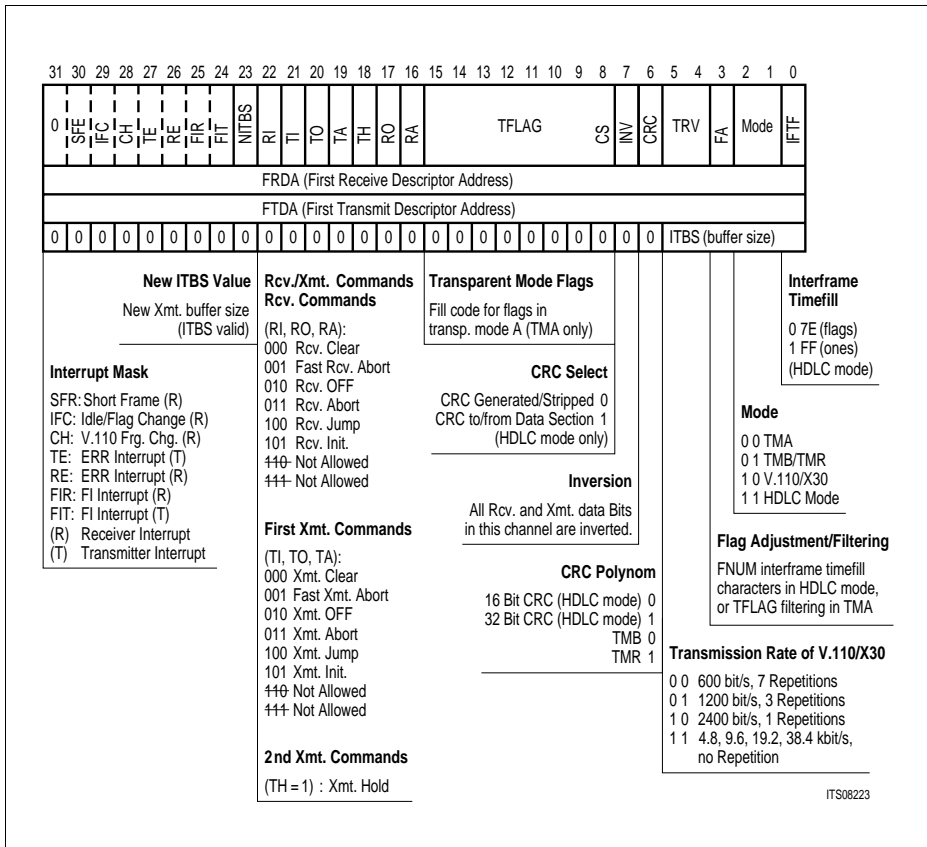 31 30 29 28 27 26 25 24 23 22 21 20 19 18 17 16 15 14 13 12 11 10 9 8 7 6 5 4 3 2 1 0
0 SFE IFC CH TE RE FIR FIT NITBS RI TI TO TA TH RO RA TFLAG CS INV CRC TRV FA Mode IFTF
FRDA (First Receive Descriptor Address)
FTDA (First Transmit Descriptor Address)
0 0 0 0 0 0 0 0 0 0 0 0 0 0 0 0 0 0 0 0 0 0 0 0 0 0 ITBS (buffer size)
New ITBS Value
New Xmt. buffer size
(ITBS valid)
Interrupt Mask
SFR: Short Frame (R)
IFC: Idle/Flag Change (R)
CH: V.110 Frg. Chg. (R)
TE: ERR Interrupt (T)
RE: ERR Interrupt (R)
FIR: FI Interrupt (R)
FIT: FI Interrupt (T)
(R) Receiver Interrupt
(T) Transmitter Interrupt
Rcv./Xmt. Commands
Rcv. Commands
(RI, RO, RA):
000 Rcv. Clear
001 Fast Rcv. Abort
010 Rcv. OFF
011 Rcv. Abort
100 Rcv. Jump
101 Rcv. Init.
110 Not Allowed
111 Not Allowed
First Xmt. Commands
(TI, TO, TA):
000 Xmt. Clear
001 Fast Xmt. Abort
010 Xmt. OFF
011 Xmt. Abort
100 Xmt. Jump
101 Xmt. Init.
110 Not Allowed
111 Not Allowed
2nd Xmt. Commands
(TH = 1) : Xmt. Hold
Transparent Mode Flags
Fill code for flags in
transp. mode A (TMA only)
CRC Select
CRC Generated/Stripped 0
CRC to/from Data Section 1
(HDLC mode only)
Inversion
All Rcv. and Xmt. data Bits
in this channel are inverted.
CRC Polynom
16 Bit CRC (HDLC mode) 0
32 Bit CRC (HDLC mode) 1
TMB 0
TMR 1
Interframe
Timefill
0 7E (flags)
1 FF (ones)
(HDLC mode)
Mode
0 0 TMA
0 1 TMB/TMR
1 0 V.110/X30
1 1 HDLC Mode
Flag Adjustment/Filtering
FNUM interframe timefill
characters in HDLC mode,
or TFLAG filtering in TMA
Transmission Rate of V.110/X30
0 0 600 bit/s, 7 Repetitions
0 1 1200 bit/s, 3 Repetitions
1 0 2400 bit/s, 1 Repetitions
1 1 4.8, 9.6, 19.2, 38.4 kbit/s,
no Repetition
ITS08223